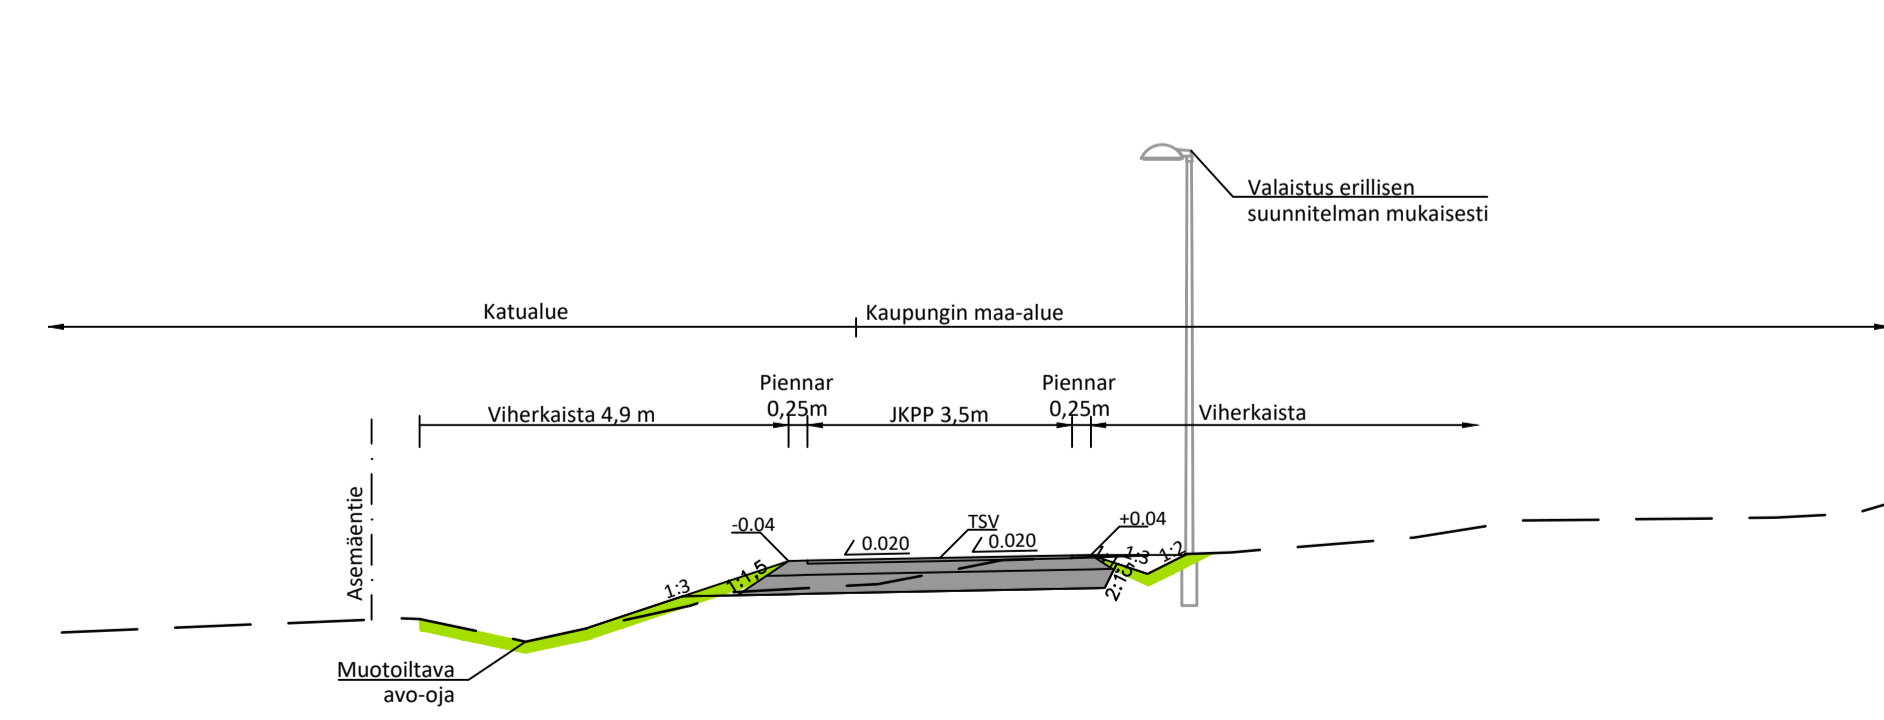 Valaistus erillisen
suunnitelman mukaisesti
Katualue
Kaupungin maa-alue
Piennar
0,25m
Piennar
0,25m
Viherkaista 4,9 m
JKPP 3,5m
Viherkaista
Asemäentie
-0.04
TSV
+0.04
0.020
0.020
1:3
1:1,5
1:3
1:2
Muotoiltava
avo-oja